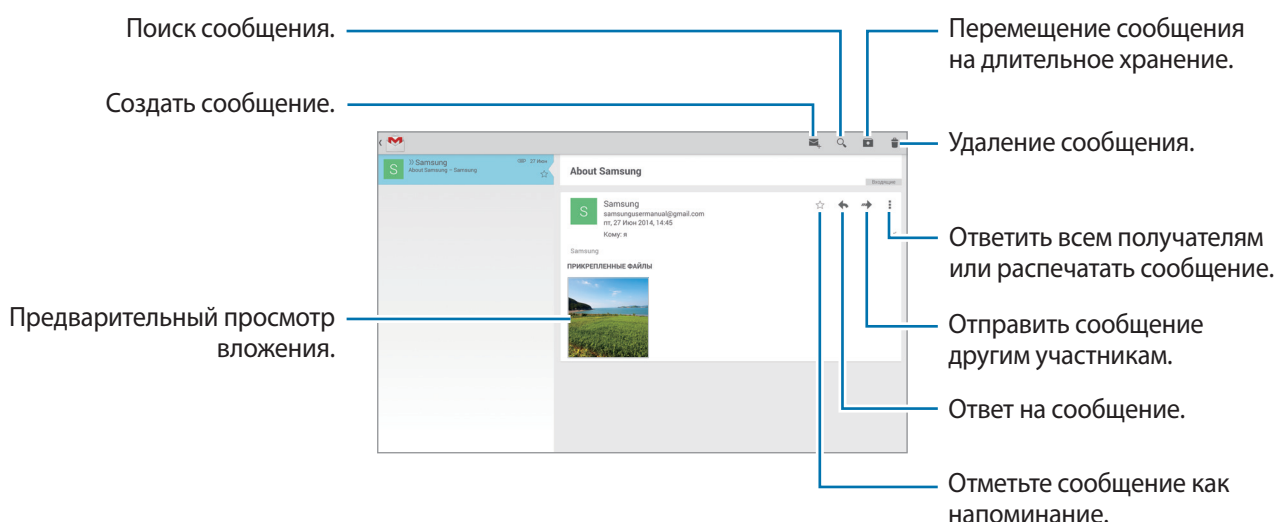 Поиск сообщения.
Создать сообщение.
Предварительный просмотр
вложения.
Перемещение сообщения
на длительное хранение.
Удаление сообщения.
Ответить всем получателям
или распечатать сообщение.
Отправить сообщение
другим участникам.
Ответ на сообщение.
Отметьте сообщение как
напоминание.
S
Samsung
27 Июн
About Samsung – Samsung
About Samsung
Входящие
S
Samsung
samsungusermanual@gmail.com
пт, 27 Июн 2014, 14:45
Кому: я
Samsung
ПРИКРЕПЛЕННЫЕ ФАЙЛЫ